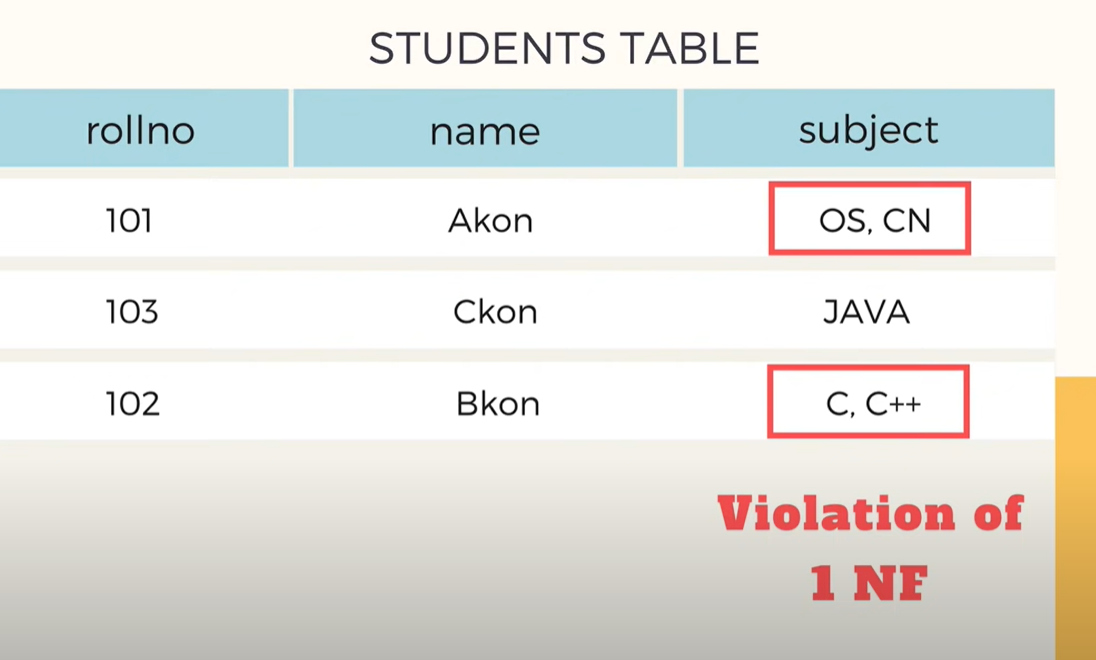 STUDENTS TABLE
rollno name subject
101 Akon OS, CN
103 Ckon JAVA
102 Bkon C, C++
Violation of
1 NF